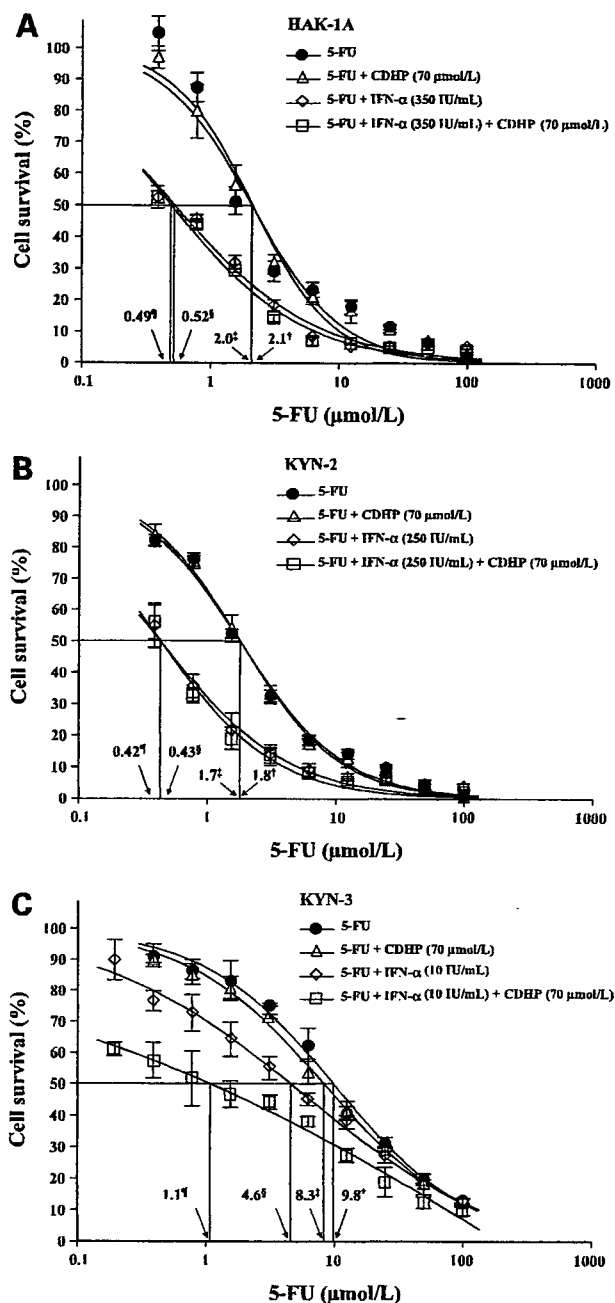 A
HAK-1A
5-FU
5-FU + CDHP (70 µmol/L)
5-FU + IFN-α (350 IU/mL)
5-FU + IFN-α (350 IU/mL) + CDHP (70 µmol/L)
Cell survival (%)
100
90
80
70
60
50
40
30
20
10
0
0.49¶
0.52§
2.0‡
2.1†
0.1
1
10
100
1000
5-FU (µmol/L)
B
KYN-2
5-FU
5-FU + CDHP (70 µmol/L)
5-FU + IFN-α (250 IU/mL)
5-FU + IFN-α (250 IU/mL) + CDHP (70 µmol/L)
Cell survival (%)
100
90
80
70
60
50
40
30
20
10
0
0.42¶
0.43§
1.7‡
1.8†
0.1
1
10
100
1000
5-FU (µmol/L)
C
KYN-3
5-FU
5-FU + CDHP (70 µmol/L)
5-FU + IFN-α (10 IU/mL)
5-FU + IFN-α (10 IU/mL) + CDHP (70 µmol/L)
Cell survival (%)
100
90
80
70
60
50
40
30
20
10
0
1.1¶
4.6§
8.3‡
9.8†
0.1
1
10
100
1000
5-FU (µmol/L)